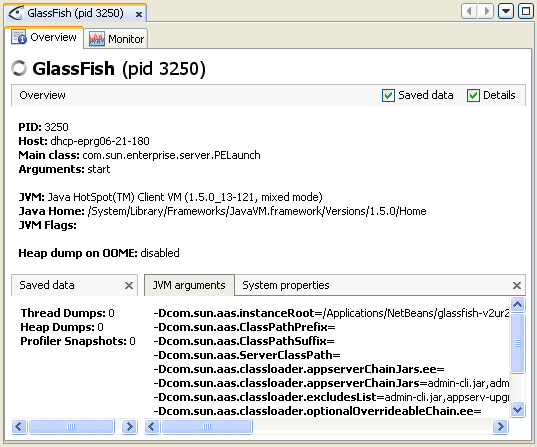 GlassFish (pid 3250)
Overview
Monitor
GlassFish (pid 3250)
Overview
Saved data
Details
PID: 3250
Host: dhcp-eprg06-21-180
Main class: com.sun.enterprise.server.PELaunch
Arguments: start
JVM: Java HotSpot(TM) Client VM (1.5.0_13-121, mixed mode)
Java Home: /System/Library/Frameworks/JavaVM.framework/Versions/1.5.0/Home
JVM Flags:
Heap dump on OOME: disabled
Saved data
Thread Dumps: 0
Heap Dumps: 0
Profiler Snapshots: 0
JVM arguments
System properties
-Dcom.sun.aas.instanceRoot=/Applications/NetBeans/glassfish-v2ur2
-Dcom.sun.aas.ClassPathPrefix=
-Dcom.sun.aas.ClassPathSuffix=
-Dcom.sun.aas.ServerClassPath=
-Dcom.sun.aas.classloader.appserverChainJars.ee=
-Dcom.sun.aas.classloader.appserverChainJars=admin-cli.jar,adm
-Dcom.sun.aas.classloader.excludesList=admin-cli.jar,appserv-upgr
-Dcom.sun.aas.classloader.optionalOverrideableChain.ee=